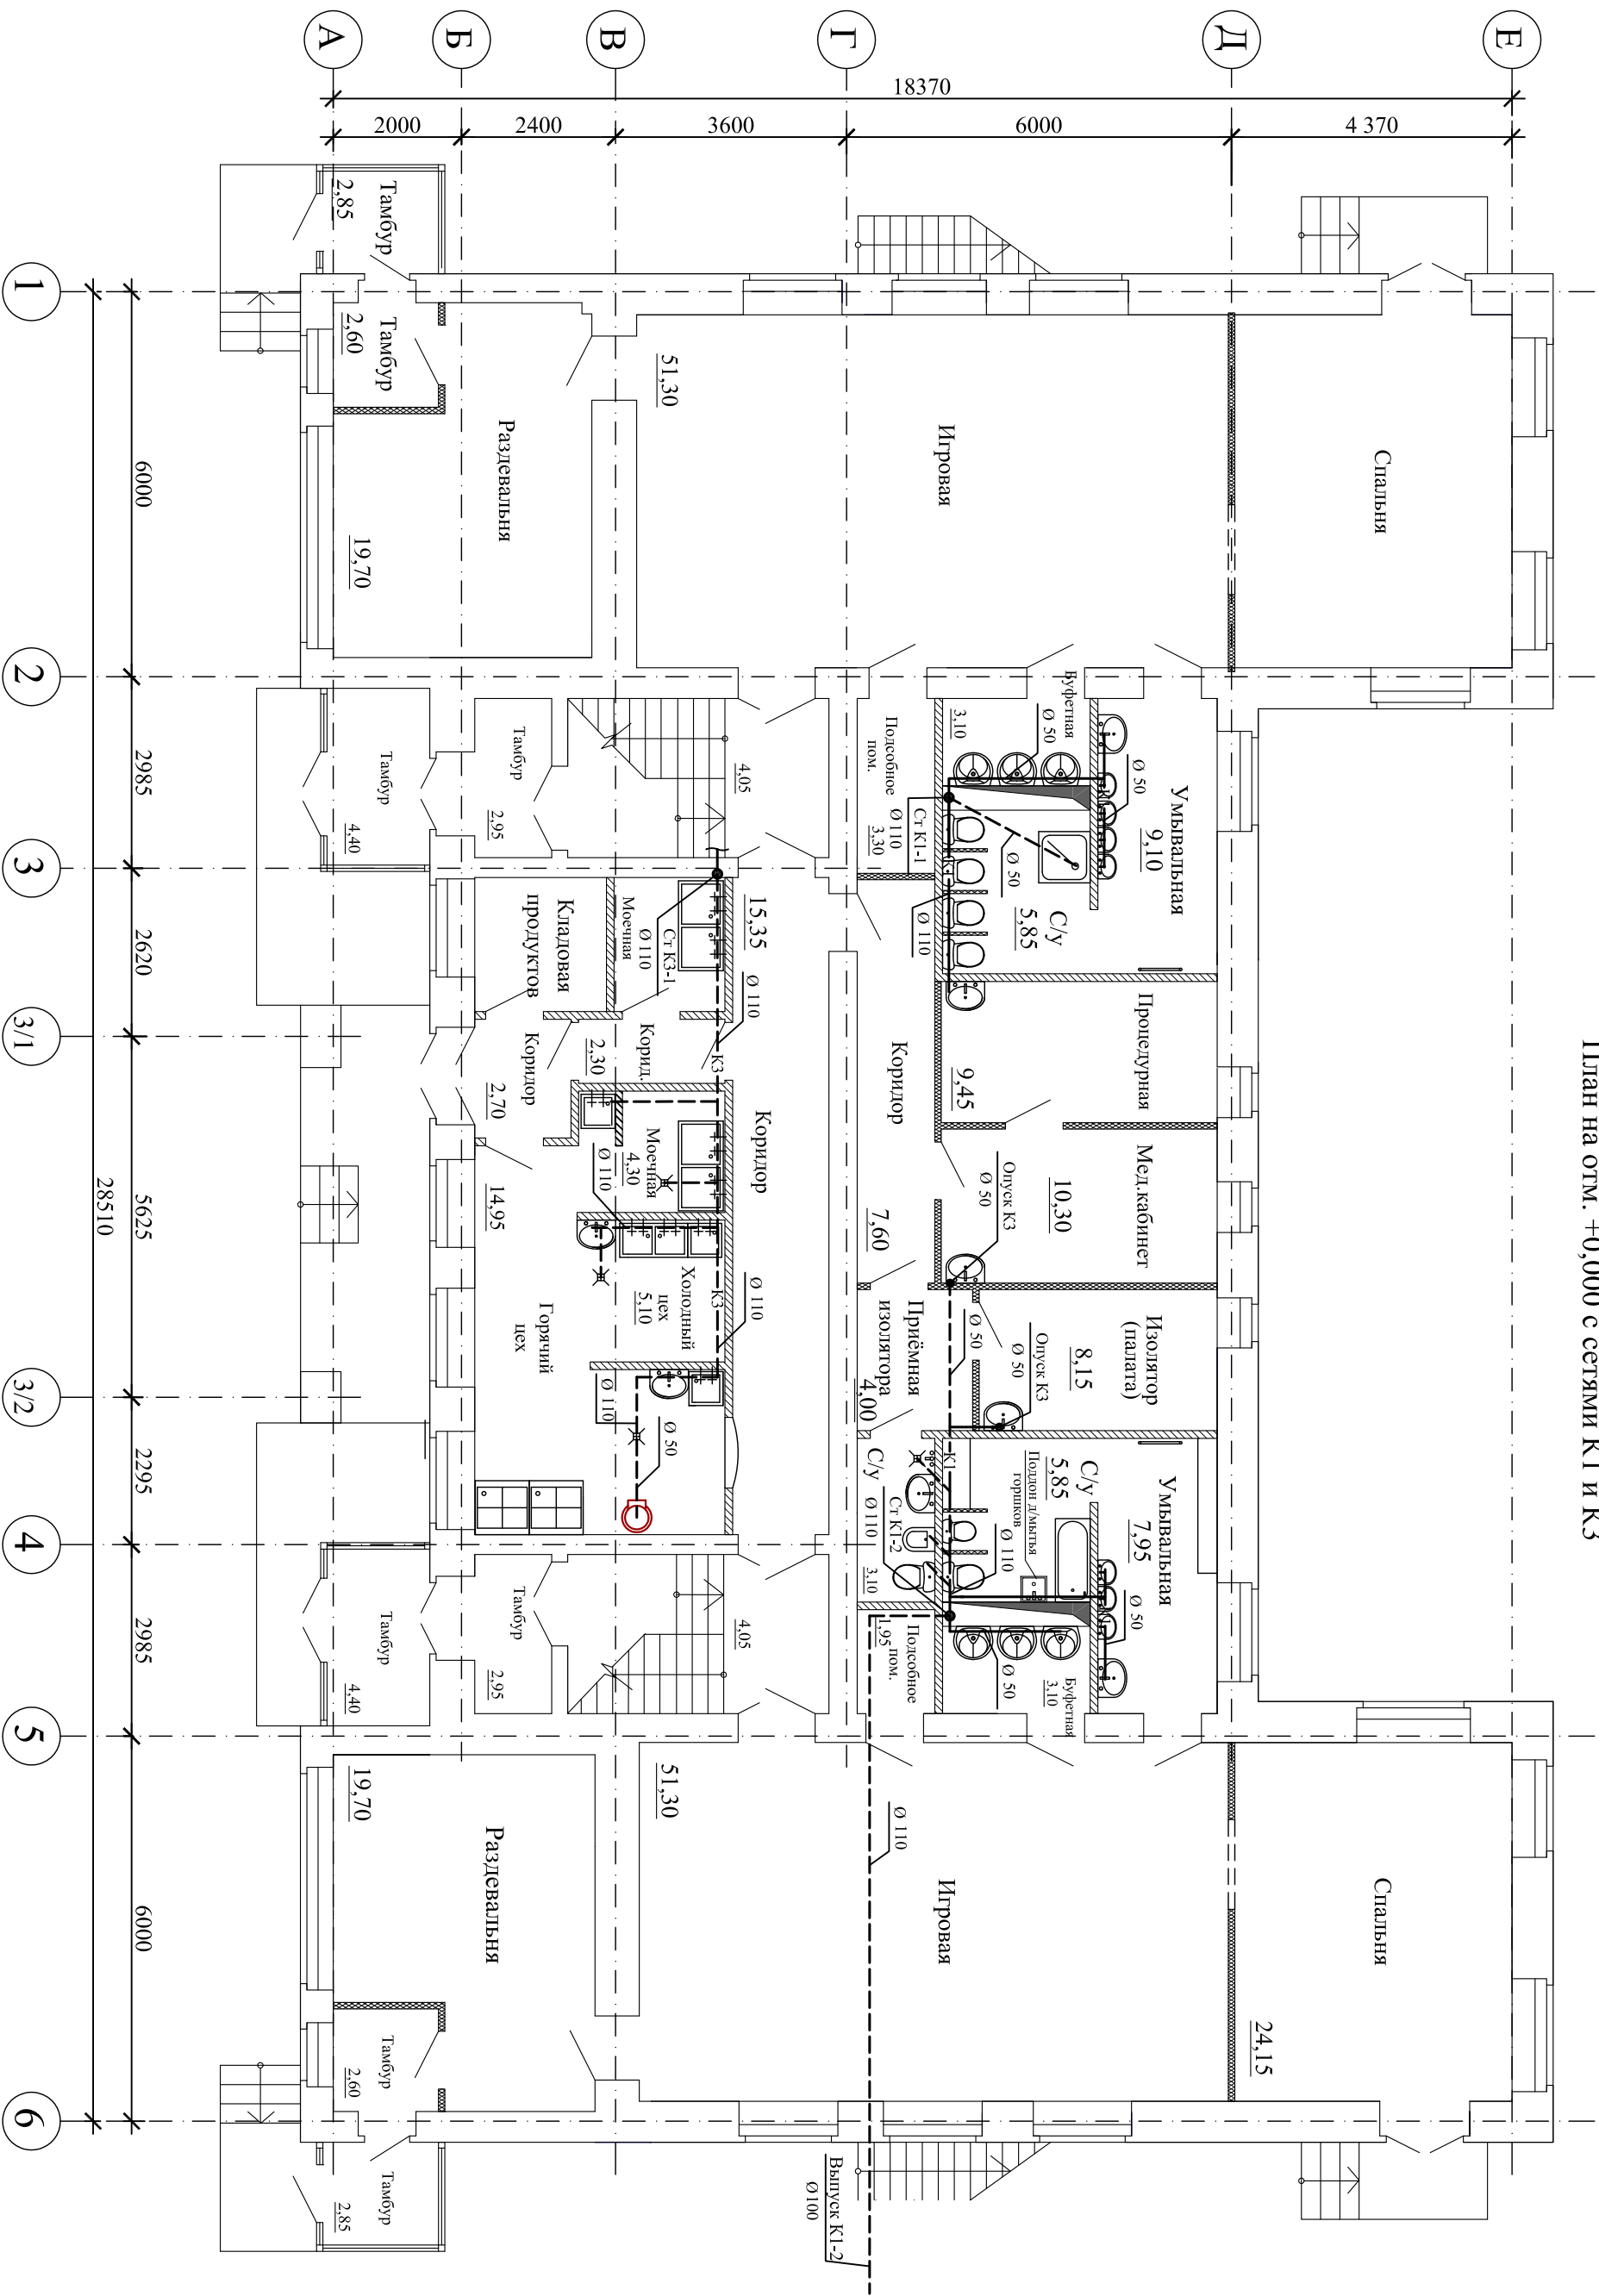 План на отм. +0,000 с сетями К1 и К3
Е
Д
Г
В
Б
А
18370
4 370
6000
3600
2400
2000
1
2
3
3/1
3/2
4
5
6
6000
2985
2620
5625
2295
2985
6000
28510
Спальня
Игровая
51,30
Раздевальня
19,70
Тамбур
2,60
Тамбур
2,85
Умывальная
9,10
Ø 50
Буфетная
Ø 50
3,10
С/у
5,85
Ø 50
Подсобное
пом.
3,30
Ст К1-1
Ø 110
Ø 110
4,05
Тамбур
2,95
Тамбур
4,40
Процедурная
9,45
Мед.кабинет
10,30
Опуск К3
Ø 50
Изолятор
(палата)
8,15
Опуск К3
Ø 50
Ø 50
Коридор
7,60
Приёмная
изолятора
4,00
15,35
Коридор
Ø 110
К3
Моечная
Ст К3-1
Ø 110
Кладовая
продуктов
Корид.
2,30
Коридор
2,70
Моечная
4,30
Ø 110
14,95
Холодный
цех
5,10
К3
Ø 110
Горячий
цех
Ø 110
Ø 50
Умывальная
7,95
Ø 50
С/у
5,85
Поддон д/мытья
горшков
К1
Ø 110
С/у
Ст К1-2
Ø 110
3,10
Буфетная
3,10
Ø 50
Подсобное
пом.
1,95
4,05
Тамбур
2,95
Тамбур
4,40
Спальня
24,15
Игровая
51,30
Ø 110
Раздевальня
19,70
Тамбур
2,60
Тамбур
2,85
Выпуск К1-2
Ø100